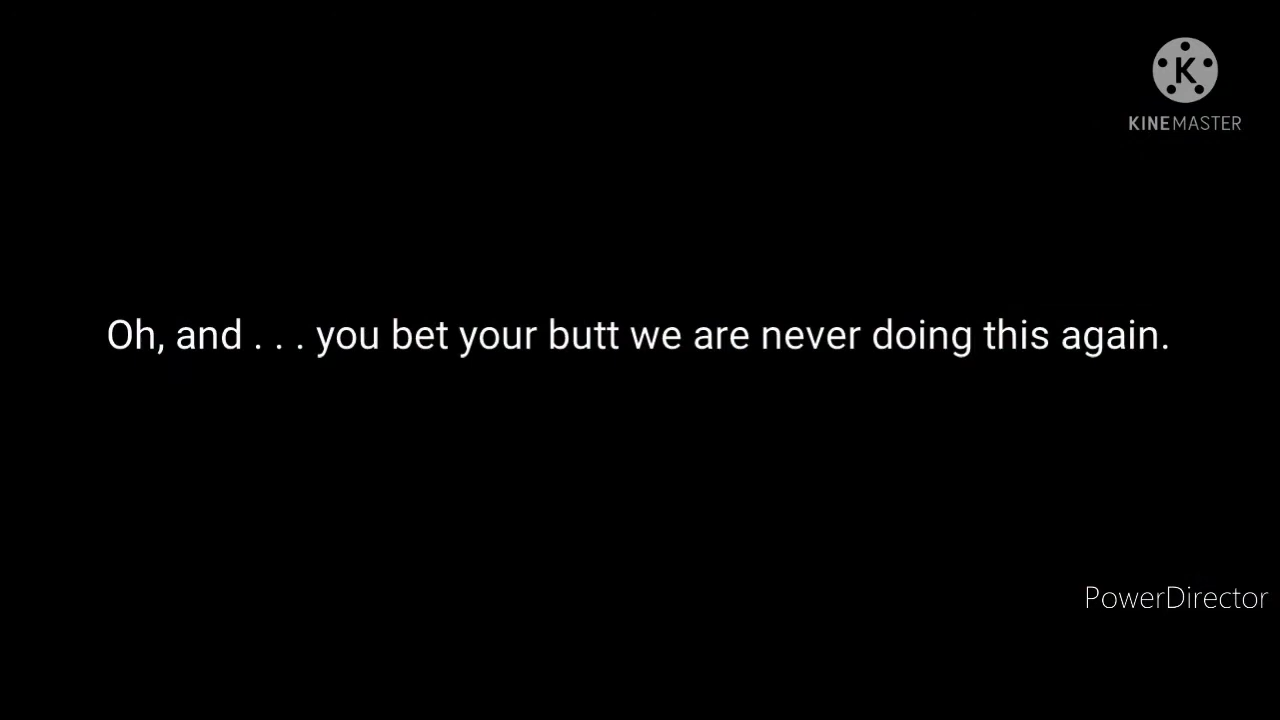 K
KINEMASTER
Oh, and . . . you bet your butt we are never doing this again.
PowerDirector